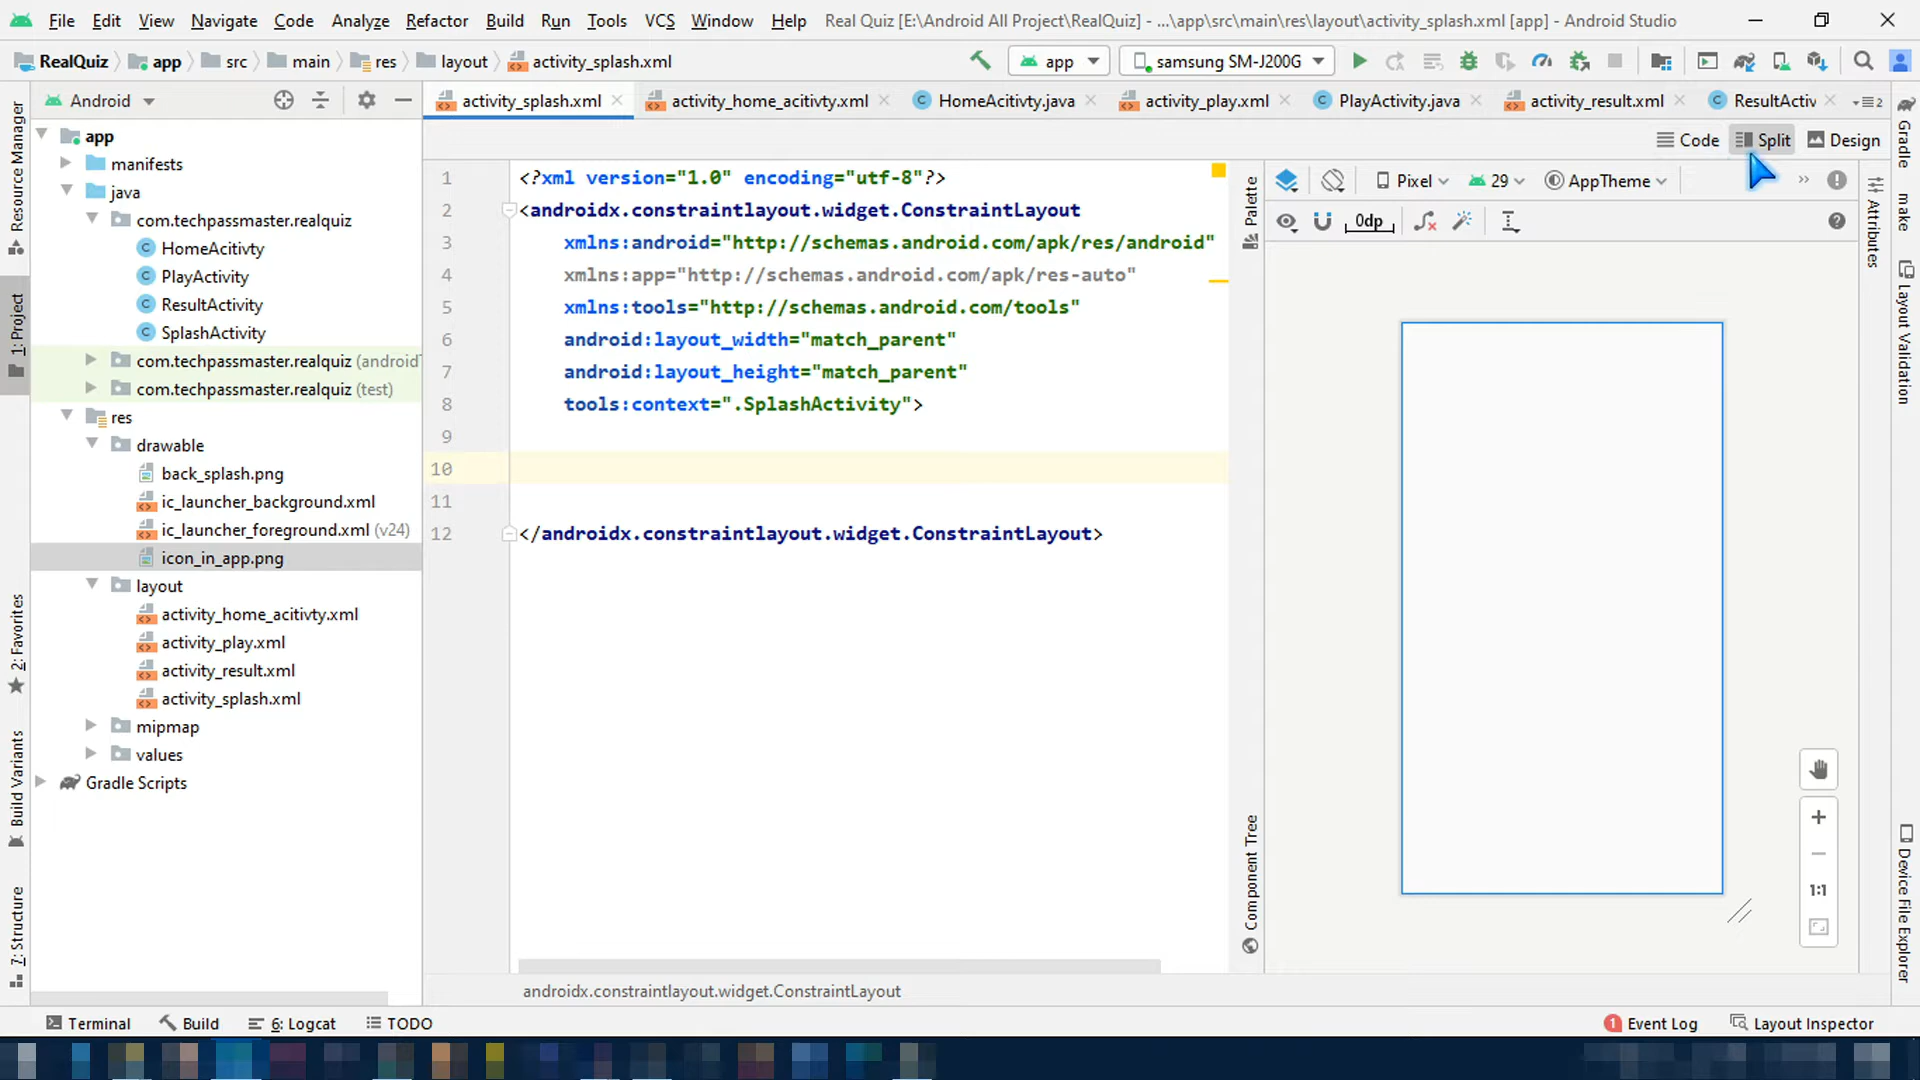 File Edit View Navigate Code Analyze Refactor Build Run Tools VCS Window Help Real Quiz [E:\Android All Project\RealQuiz] - ...\app\src\main\res\layout\activity_splash.xml [app] - Android Studio
RealQuiz app src main res layout activity_splash.xml app samsung SM-J200G
Android activity_splash.xml activity_home_acitivty.xml HomeAcitivty.java activity_play.xml PlayActivity.java activity_result.xml ResultActiv 2
Code Split Design
Resource Manager
1: Project
2: Favorites
Build Variants
7: Structure
app
manifests
java
com.techpassmaster.realquiz
HomeAcitivty
PlayActivity
ResultActivity
SplashActivity
com.techpassmaster.realquiz (android
com.techpassmaster.realquiz (test)
res
drawable
back_splash.png
ic_launcher_background.xml
ic_launcher_foreground.xml (v24)
icon_in_app.png
layout
activity_home_acitivty.xml
activity_play.xml
activity_result.xml
activity_splash.xml
mipmap
values
Gradle Scripts
1 <?xml version="1.0" encoding="utf-8"?>
2 <androidx.constraintlayout.widget.ConstraintLayout
3 xmlns:android="http://schemas.android.com/apk/res/android"
4 xmlns:app="http://schemas.android.com/apk/res-auto"
5 xmlns:tools="http://schemas.android.com/tools"
6 android:layout_width="match_parent"
7 android:layout_height="match_parent"
8 tools:context=".SplashActivity">
9
10
11
12 </androidx.constraintlayout.widget.ConstraintLayout>
androidx.constraintlayout.widget.ConstraintLayout
Palette
Component Tree
Pixel 29 AppTheme
0dp
1:1
Attributes
Gradle
make
Layout Validation
Device File Explorer
Terminal Build 6: Logcat TODO 1 Event Log Layout Inspector